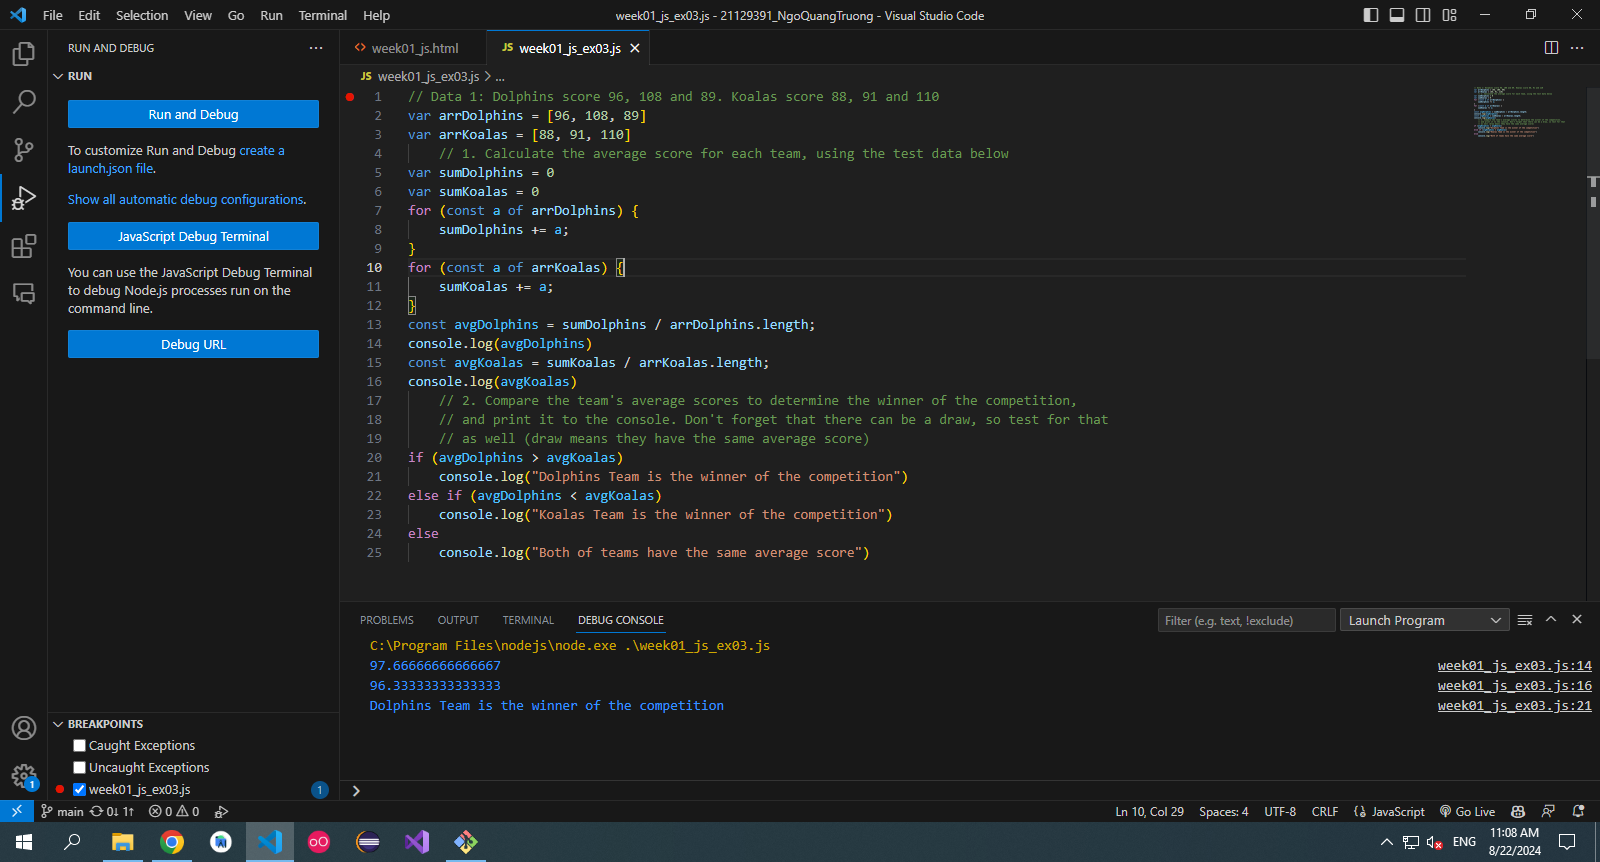 File Edit Selection View Go Run Terminal Help
week01_js_ex03.js - 21129391_NgoQuangTruong - Visual Studio Code
RUN AND DEBUG
RUN
Run and Debug
To customize Run and Debug create a
launch.json file.
Show all automatic debug configurations.
JavaScript Debug Terminal
You can use the JavaScript Debug Terminal
to debug Node.js processes run on the
command line.
Debug URL
BREAKPOINTS
Caught Exceptions
Uncaught Exceptions
week01_js_ex03.js 1
<> week01_js.html
JS week01_js_ex03.js
JS week01_js_ex03.js > ...
1 // Data 1: Dolphins score 96, 108 and 89. Koalas score 88, 91 and 110
2 var arrDolphins = [96, 108, 89]
3 var arrKoalas = [88, 91, 110]
4 // 1. Calculate the average score for each team, using the test data below
5 var sumDolphins = 0
6 var sumKoalas = 0
7 for (const a of arrDolphins) {
8 sumDolphins += a;
9 }
10 for (const a of arrKoalas) {
11 sumKoalas += a;
12 }
13 const avgDolphins = sumDolphins / arrDolphins.length;
14 console.log(avgDolphins)
15 const avgKoalas = sumKoalas / arrKoalas.length;
16 console.log(avgKoalas)
17 // 2. Compare the team's average scores to determine the winner of the competition,
18 // and print it to the console. Don't forget that there can be a draw, so test for that
19 // as well (draw means they have the same average score)
20 if (avgDolphins > avgKoalas)
21 console.log("Dolphins Team is the winner of the competition")
22 else if (avgDolphins < avgKoalas)
23 console.log("Koalas Team is the winner of the competition")
24 else
25 console.log("Both of teams have the same average score")
PROBLEMS OUTPUT TERMINAL DEBUG CONSOLE
Filter (e.g. text, !exclude)
Launch Program
C:\Program Files\nodejs\node.exe .\week01_js_ex03.js
97.66666666666667 week01_js_ex03.js:14
96.33333333333333 week01_js_ex03.js:16
Dolphins Team is the winner of the competition week01_js_ex03.js:21
1
main 0↓ 1↑ 0 0
Ln 10, Col 29 Spaces: 4 UTF-8 CRLF {} JavaScript Go Live
ENG
11:08 AM
8/22/2024